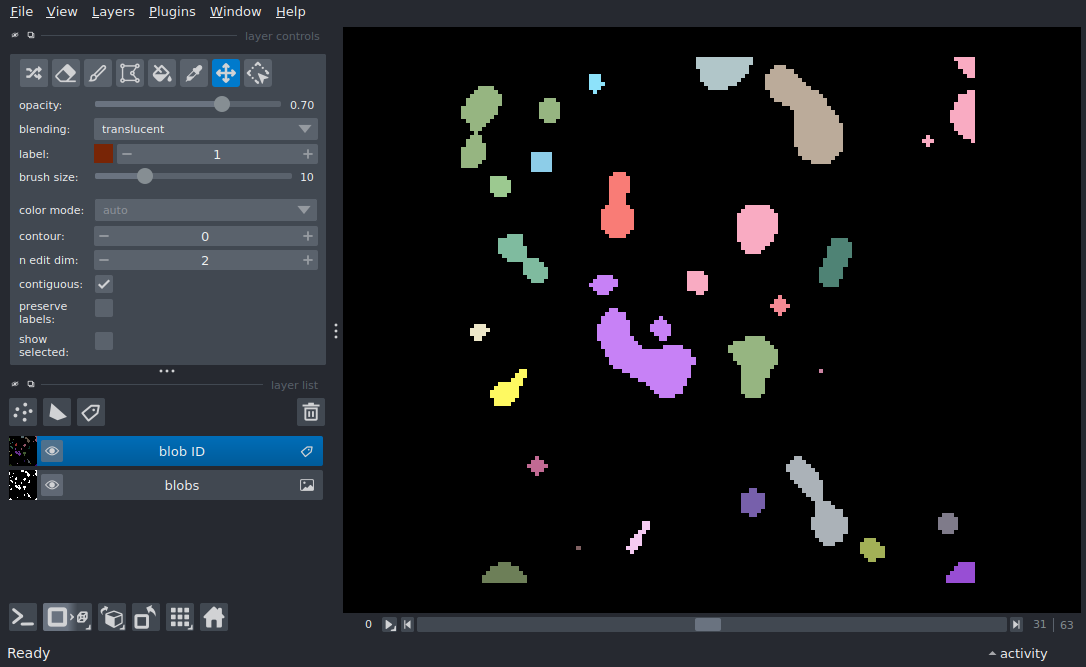 File View Layers Plugins Window Help
layer controls
opacity: 0.70
blending: translucent
label: 1
brush size: 10
color mode: auto
contour: 0
n edit dim: 2
contiguous:
preserve
labels:
show
selected:
layer list
blob ID
blobs
0 31 63
Ready activity